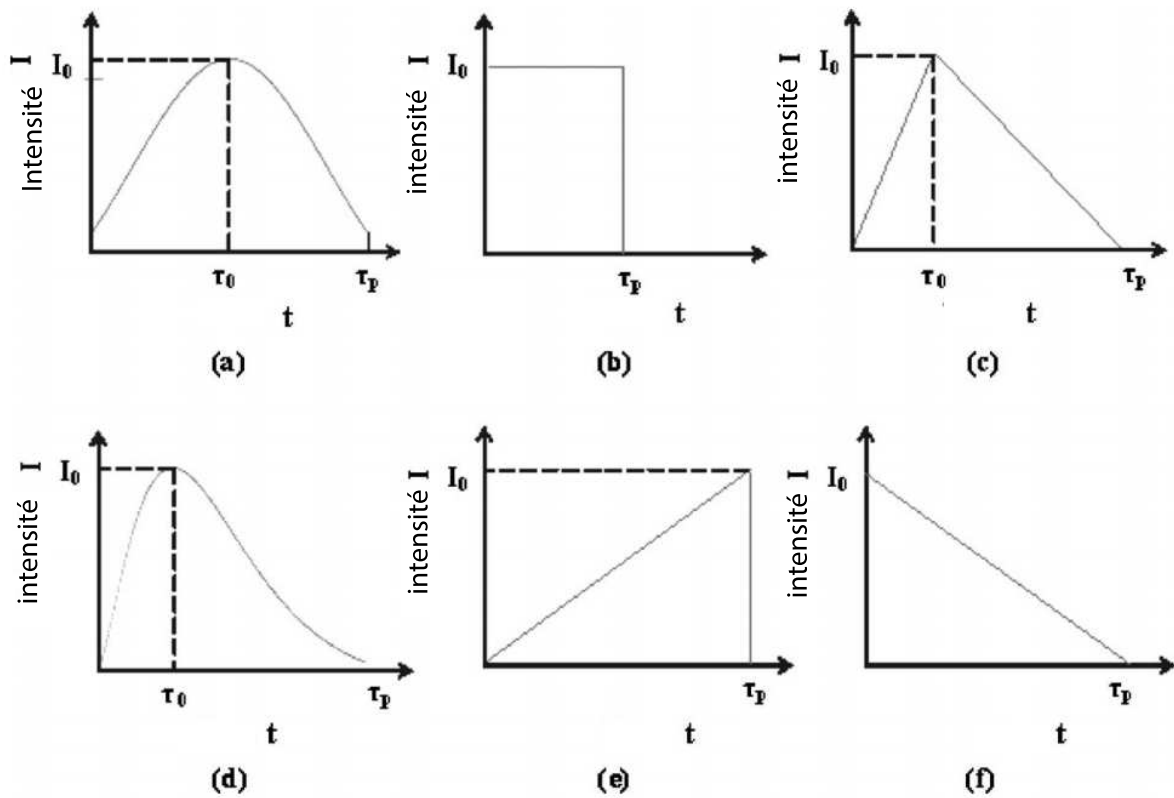 Intensité I
I₀
τ₀
τₚ
t
(a)
intensité I
I₀
τₚ
t
(b)
intensité I
I₀
τ₀
τₚ
t
(c)
intensité I
I₀
τ₀
τₚ
t
(d)
intensité I
I₀
τₚ
t
(e)
intensité I
I₀
τₚ
t
(f)